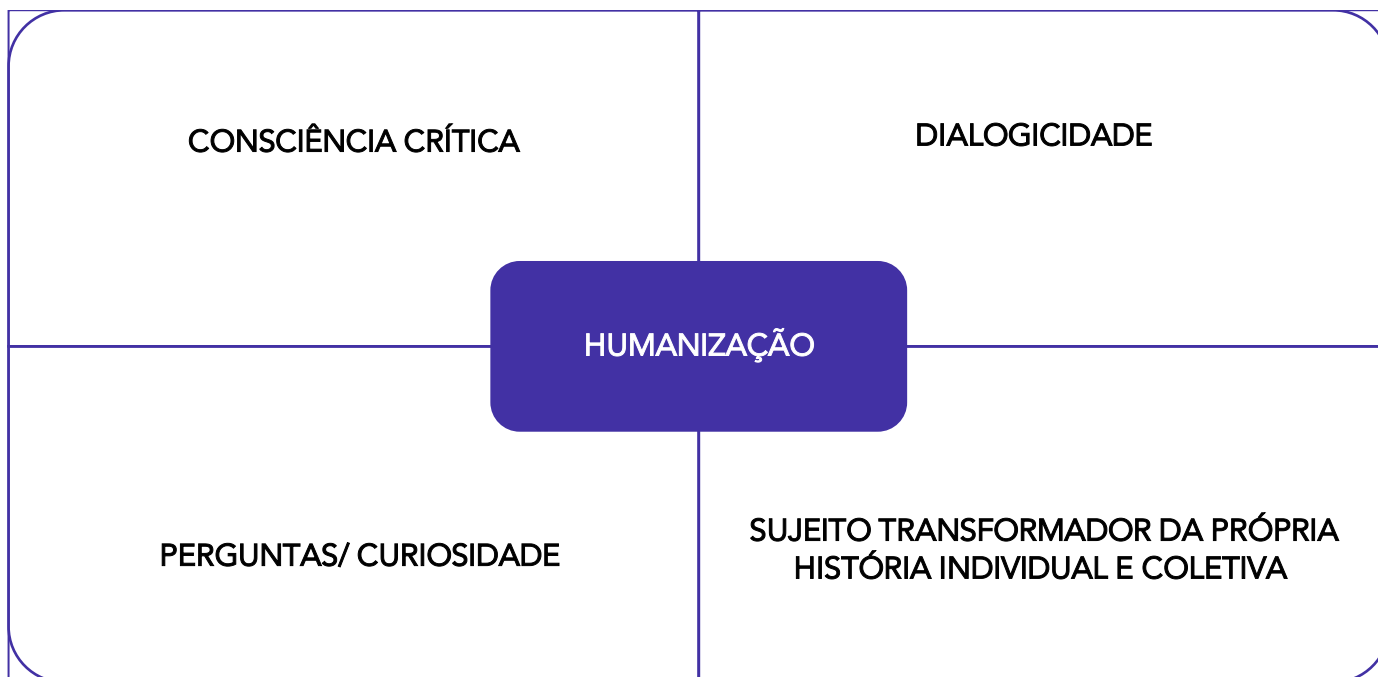 CONSCIÊNCIA CRÍTICA
DIALOGICIDADE
HUMANIZAÇÃO
PERGUNTAS/ CURIOSIDADE
SUJEITO TRANSFORMADOR DA PRÓPRIA
HISTÓRIA INDIVIDUAL E COLETIVA